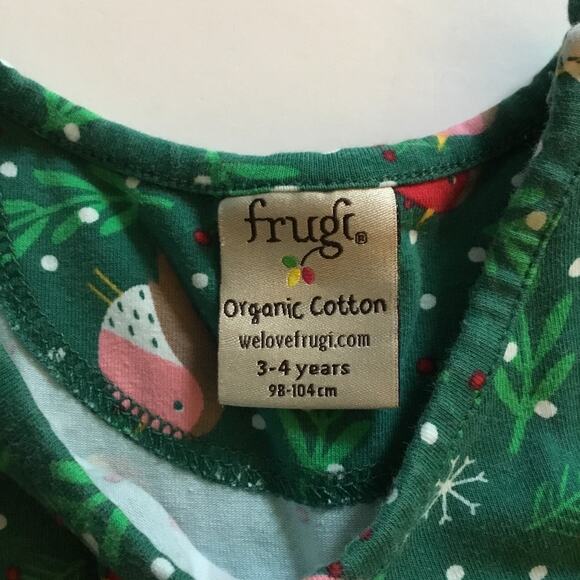 frugi®
Organic Cotton
welovefrugi.com
3-4 years
98-104cm